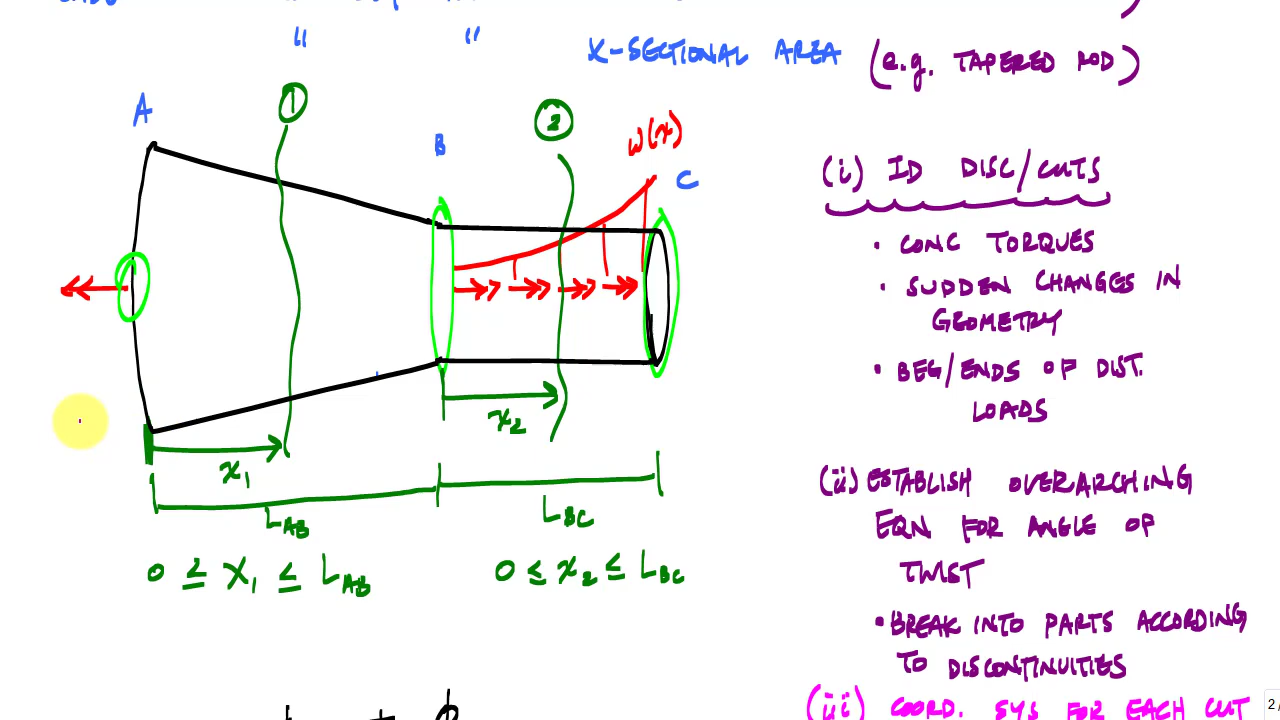 " "
X-SECTIONAL AREA (e.g. TAPERED ROD)
A
1
B
2
w(x)
C
x1
x2
LAB
LBC
0 ≤ x1 ≤ LAB
0 ≤ x2 ≤ LBC
(i) ID DISC/CUTS
• CONC TORQUES
• SUDDEN CHANGES IN
GEOMETRY
• BEG/ENDS OF DIST.
LOADS
(ii) ESTABLISH OVERARCHING
EQN FOR ANGLE OF
TWIST
• BREAK INTO PARTS ACCORDING
TO DISCONTINUITIES
(iii) COORD. SYS FOR EACH CUT
2/